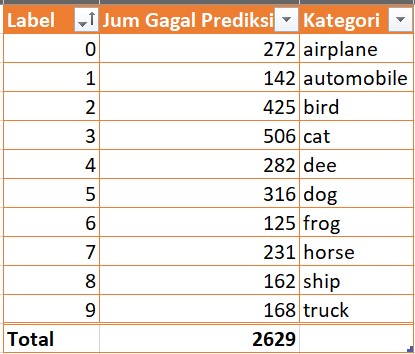 Label Jum Gagal Prediksi Kategori
0 272 airplane
1 142 automobile
2 425 bird
3 506 cat
4 282 dee
5 316 dog
6 125 frog
7 231 horse
8 162 ship
9 168 truck
Total 2629